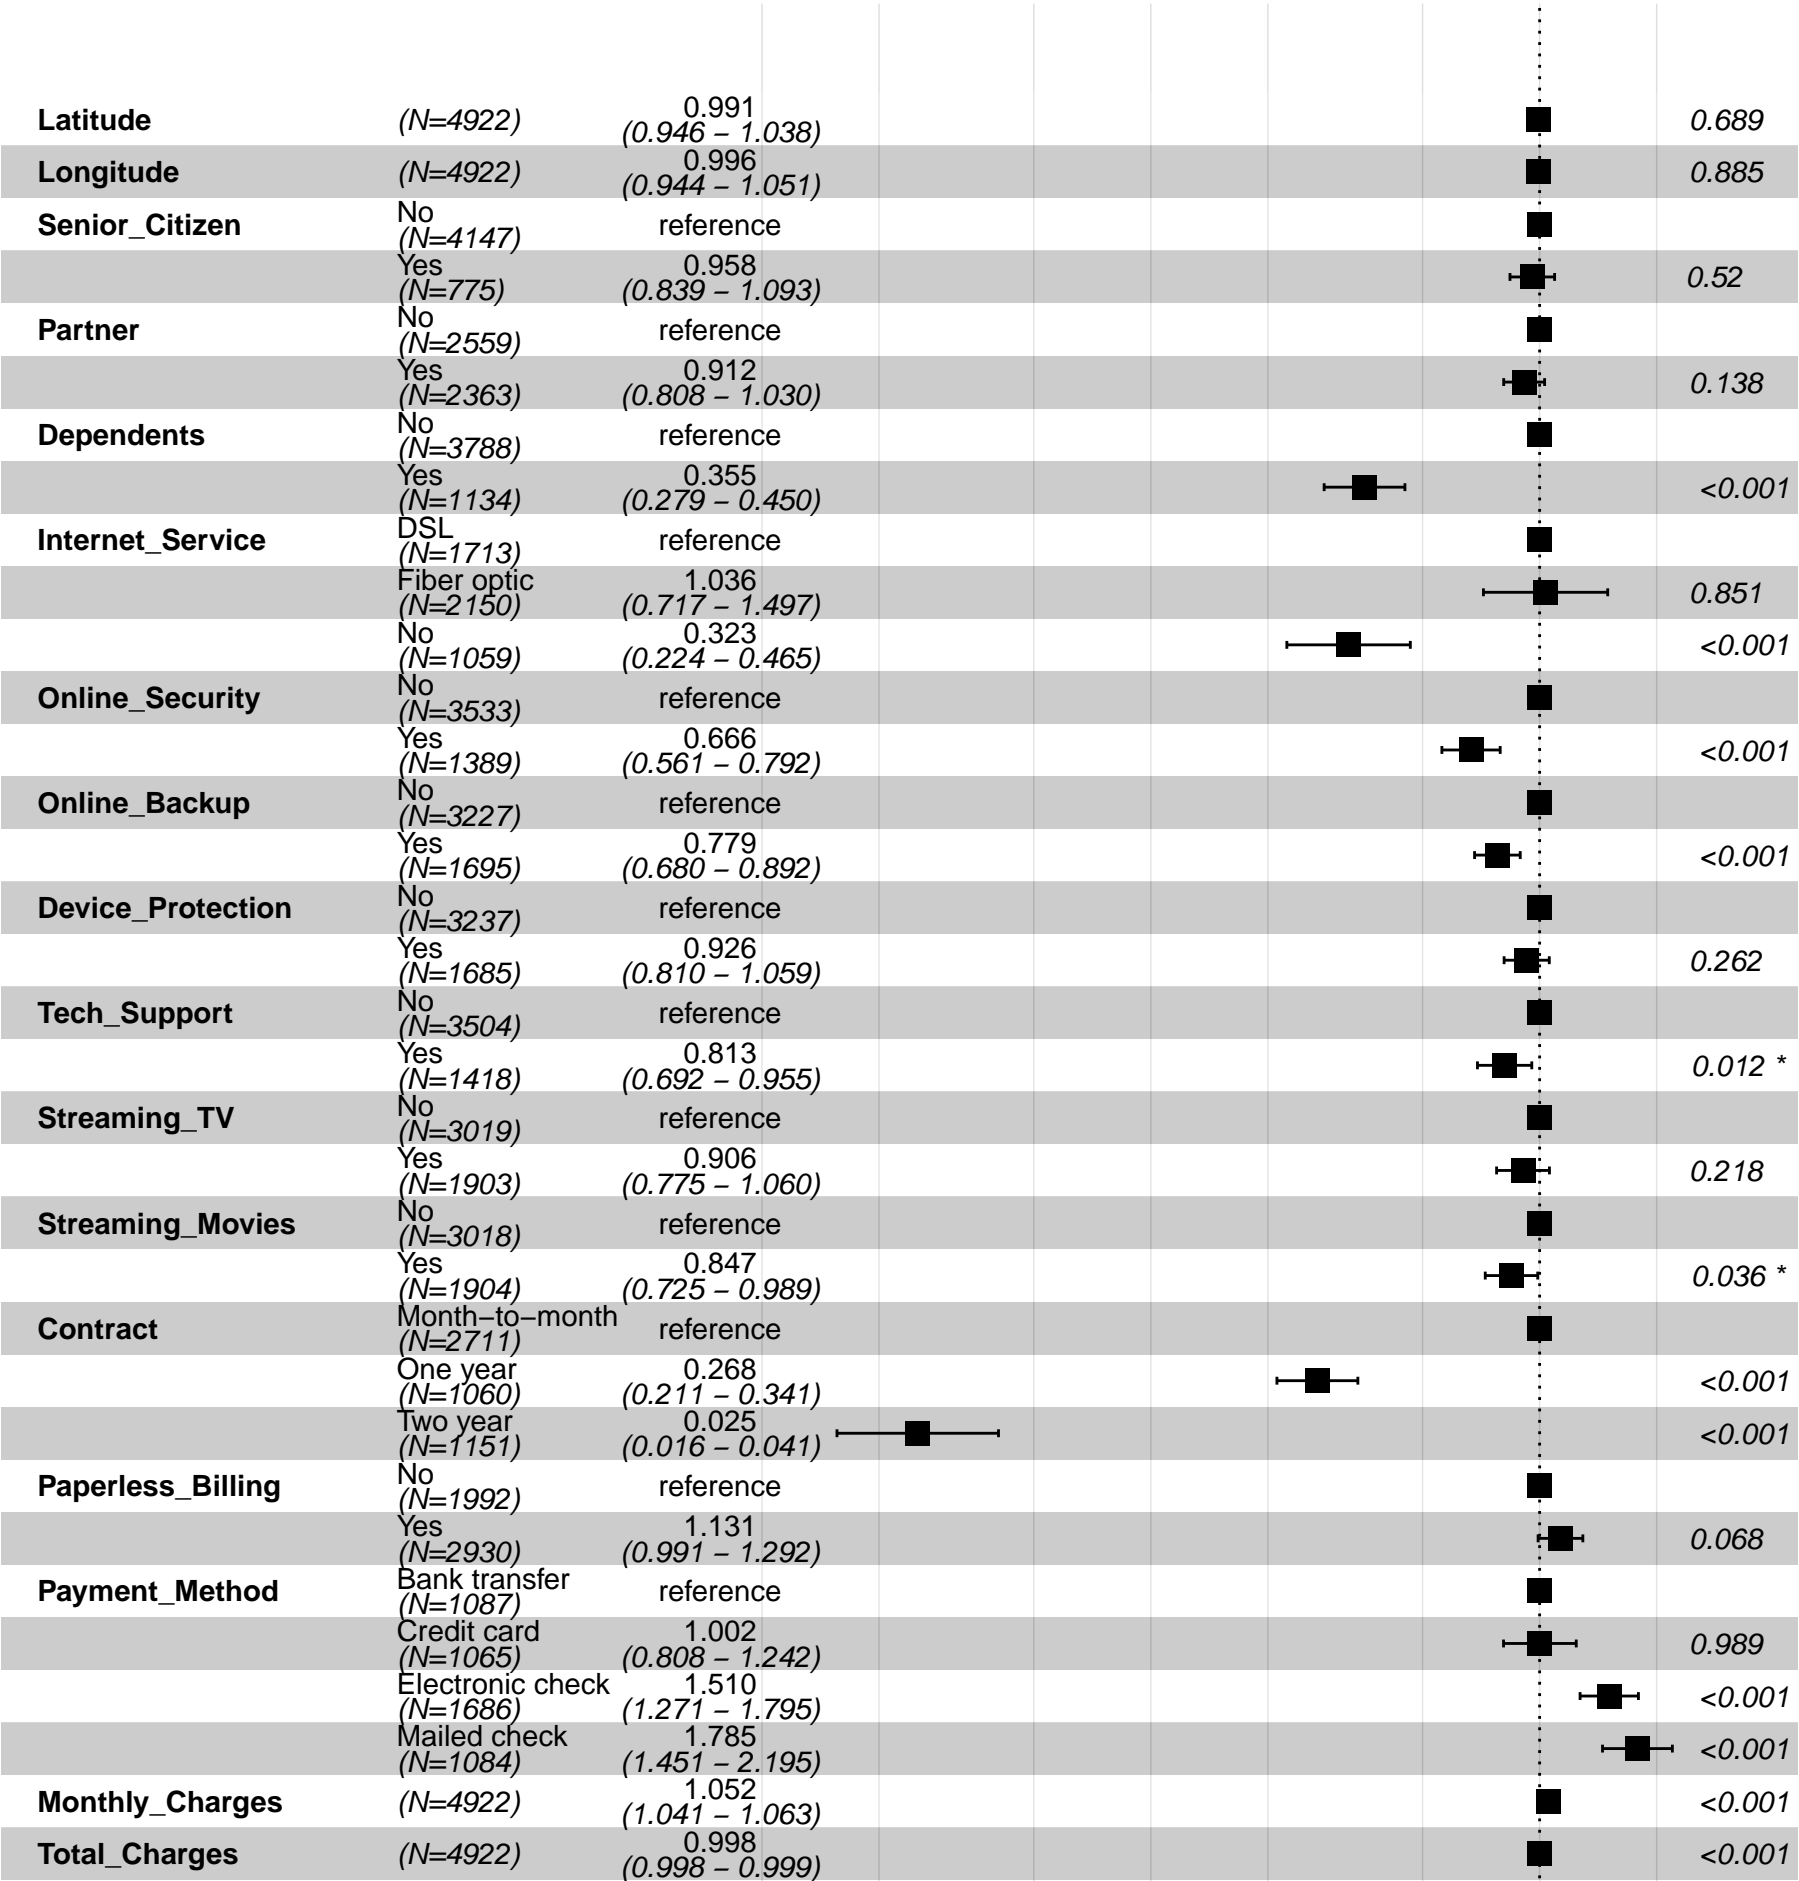 Latitude (N=4922) 0.991 0.689
(0.946 – 1.038)
Longitude (N=4922) 0.996 0.885
(0.944 – 1.051)
Senior_Citizen No reference
(N=4147)
Yes 0.958 0.52
(N=775) (0.839 – 1.093)
Partner No reference
(N=2559)
Yes 0.912 0.138
(N=2363) (0.808 – 1.030)
Dependents No reference
(N=3788)
Yes 0.355 <0.001
(N=1134) (0.279 – 0.450)
Internet_Service DSL reference
(N=1713)
Fiber optic 1.036 0.851
(N=2150) (0.717 – 1.497)
No 0.323 <0.001
(N=1059) (0.224 – 0.465)
Online_Security No reference
(N=3533)
Yes 0.666 <0.001
(N=1389) (0.561 – 0.792)
Online_Backup No reference
(N=3227)
Yes 0.779 <0.001
(N=1695) (0.680 – 0.892)
Device_Protection No reference
(N=3237)
Yes 0.926 0.262
(N=1685) (0.810 – 1.059)
Tech_Support No reference
(N=3504)
Yes 0.813 0.012 *
(N=1418) (0.692 – 0.955)
Streaming_TV No reference
(N=3019)
Yes 0.906 0.218
(N=1903) (0.775 – 1.060)
Streaming_Movies No reference
(N=3018)
Yes 0.847 0.036 *
(N=1904) (0.725 – 0.989)
Contract Month–to–month reference
(N=2711)
One year 0.268 <0.001
(N=1060) (0.211 – 0.341)
Two year 0.025 <0.001
(N=1151) (0.016 – 0.041)
Paperless_Billing No reference
(N=1992)
Yes 1.131 0.068
(N=2930) (0.991 – 1.292)
Payment_Method Bank transfer reference
(N=1087)
Credit card 1.002 0.989
(N=1065) (0.808 – 1.242)
Electronic check 1.510 <0.001
(N=1686) (1.271 – 1.795)
Mailed check 1.785 <0.001
(N=1084) (1.451 – 2.195)
Monthly_Charges (N=4922) 1.052 <0.001
(1.041 – 1.063)
Total_Charges (N=4922) 0.998 <0.001
(0.998 – 0.999)